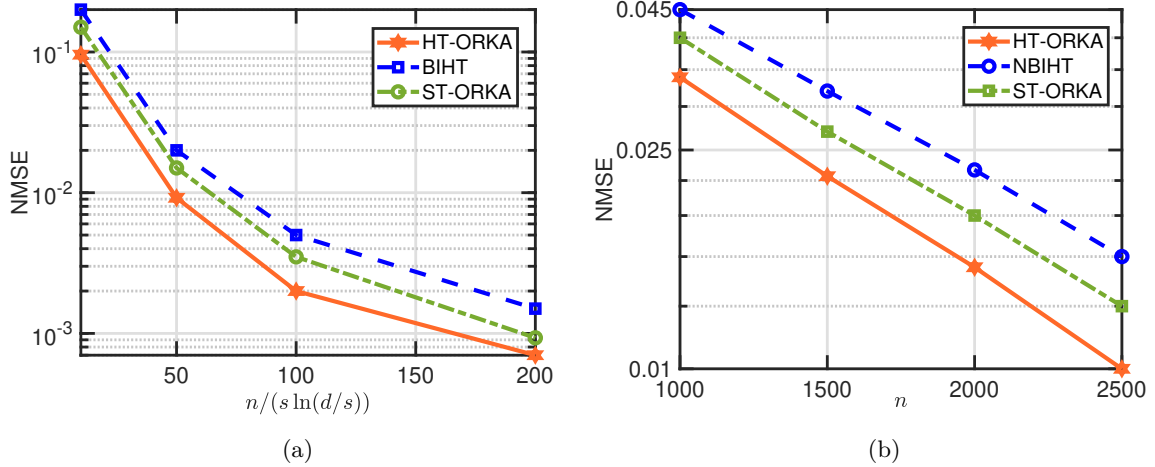 10^{-1}
10^{-2}
10^{-3}
NMSE
HT-ORKA
BIHT
ST-ORKA
50 100 150 200
n/(s ln(d/s))
(a)
0.045
0.025
0.01
NMSE
HT-ORKA
NBIHT
ST-ORKA
1000 1500 2000 2500
n
(b)